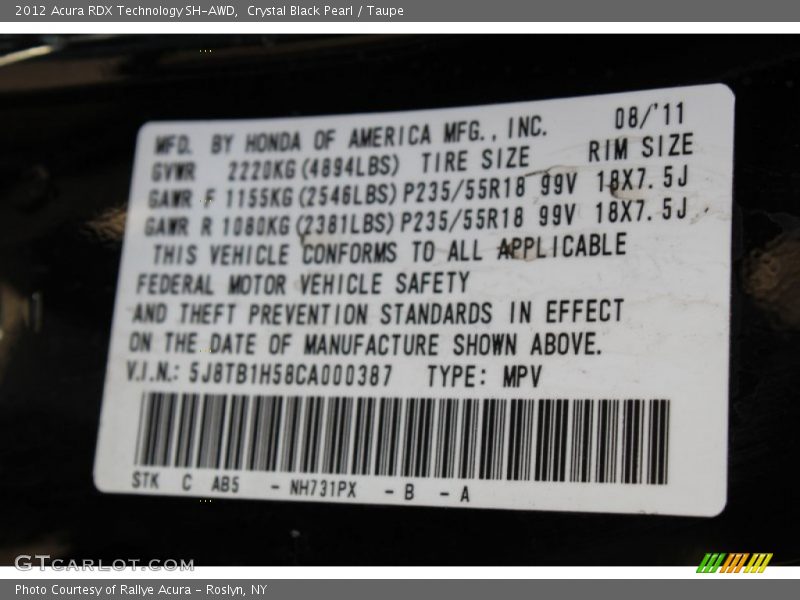 2012 Acura RDX Technology SH-AWD, Crystal Black Pearl / Taupe
MFD. BY HONDA OF AMERICA MFG., INC. 08/'11
GVWR 2220KG(4894LBS) TIRE SIZE RIM SIZE
GAWR F 1155KG(2546LBS) P235/55R18 99V 18X7.5J
GAWR R 1080KG(2381LBS) P235/55R18 99V 18X7.5J
THIS VEHICLE CONFORMS TO ALL APPLICABLE
FEDERAL MOTOR VEHICLE SAFETY
AND THEFT PREVENTION STANDARDS IN EFFECT
ON THE DATE OF MANUFACTURE SHOWN ABOVE.
V.I.N.: 5J8TB1H58CA000387 TYPE: MPV
STK C AB5 - NH731PX - B - A
GTCARLOT.COM
Photo Courtesy of Rallye Acura - Roslyn, NY